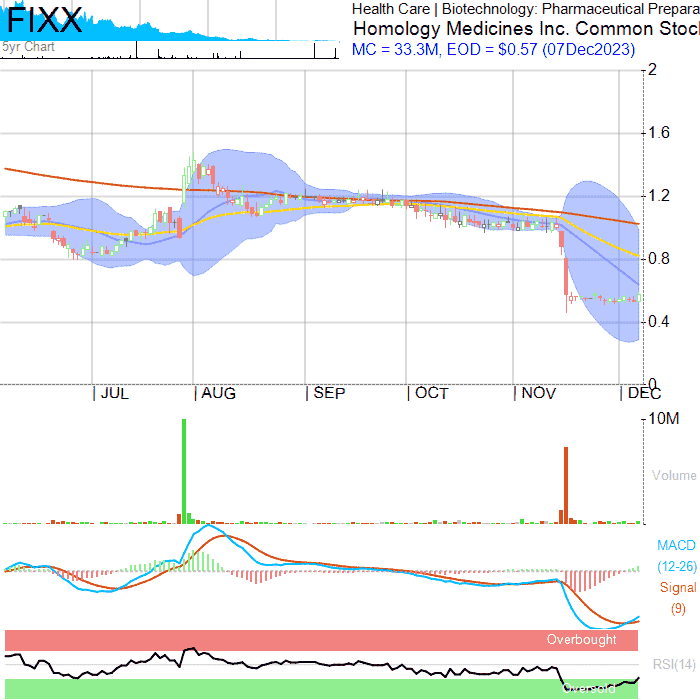 FIXX
5yr Chart
Health Care | Biotechnology: Pharmaceutical Prepara
Homology Medicines Inc. Common Stoc
MC = 33.3M, EOD = $0.57 (07Dec2023)
2
1.6
1.2
0.8
0.4
0
JUL
AUG
SEP
OCT
NOV
DEC
10M
Volume
MACD
(12-26)
Signal
(9)
Overbought
RSI(14)
Oversold